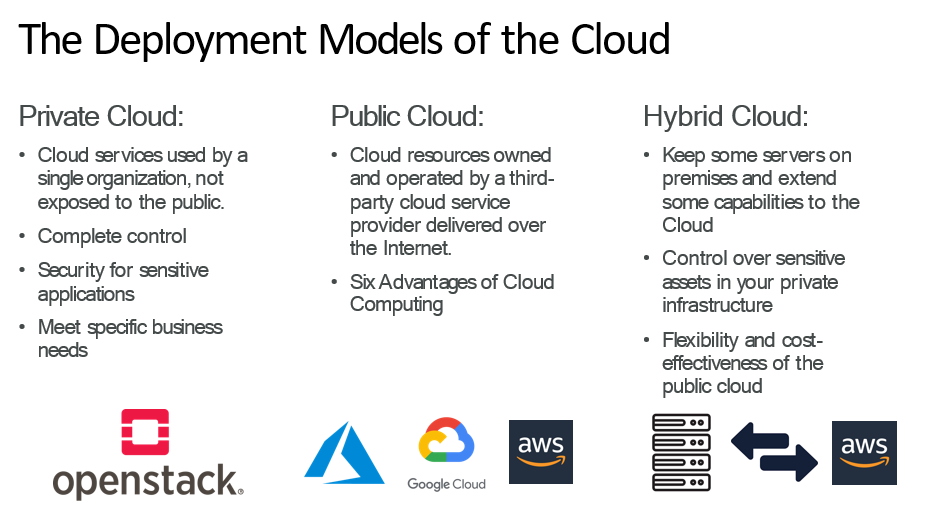 The Deployment Models of the Cloud
Private Cloud:
• Cloud services used by a
single organization, not
exposed to the public.
• Complete control
• Security for sensitive
applications
• Meet specific business
needs
openstack.
Public Cloud:
• Cloud resources owned
and operated by a third-
party cloud service
provider delivered over
the Internet.
• Six Advantages of Cloud
Computing
Google Cloud
aws
Hybrid Cloud:
• Keep some servers on
premises and extend
some capabilities to the
Cloud
• Control over sensitive
assets in your private
infrastructure
• Flexibility and cost-
effectiveness of the
public cloud
aws